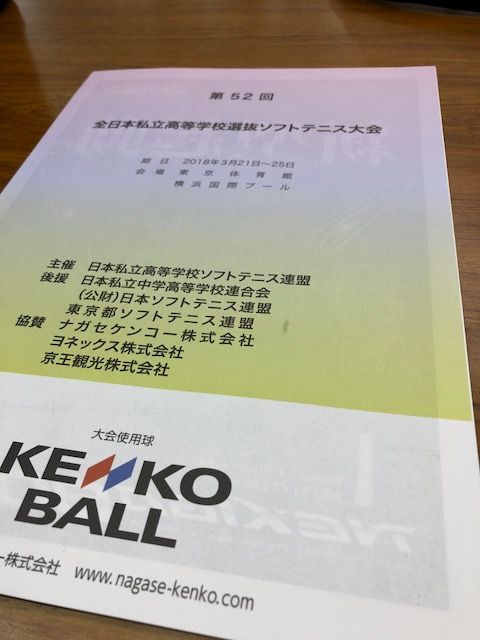 第52回
全日本私立高等学校選抜ソフトテニス大会
期日 2018年3月21日~25日
会場 東京体育館
横浜国際プール
主催 日本私立高等学校ソフトテニス連盟
後援 日本私立中学高等学校連合会
(公財)日本ソフトテニス連盟
東京都ソフトテニス連盟
協賛 ナガセケンコー株式会社
ヨネックス株式会社
京王観光株式会社
大会使用球
KENKO
BALL
ー株式会社 www.nagase-kenko.com